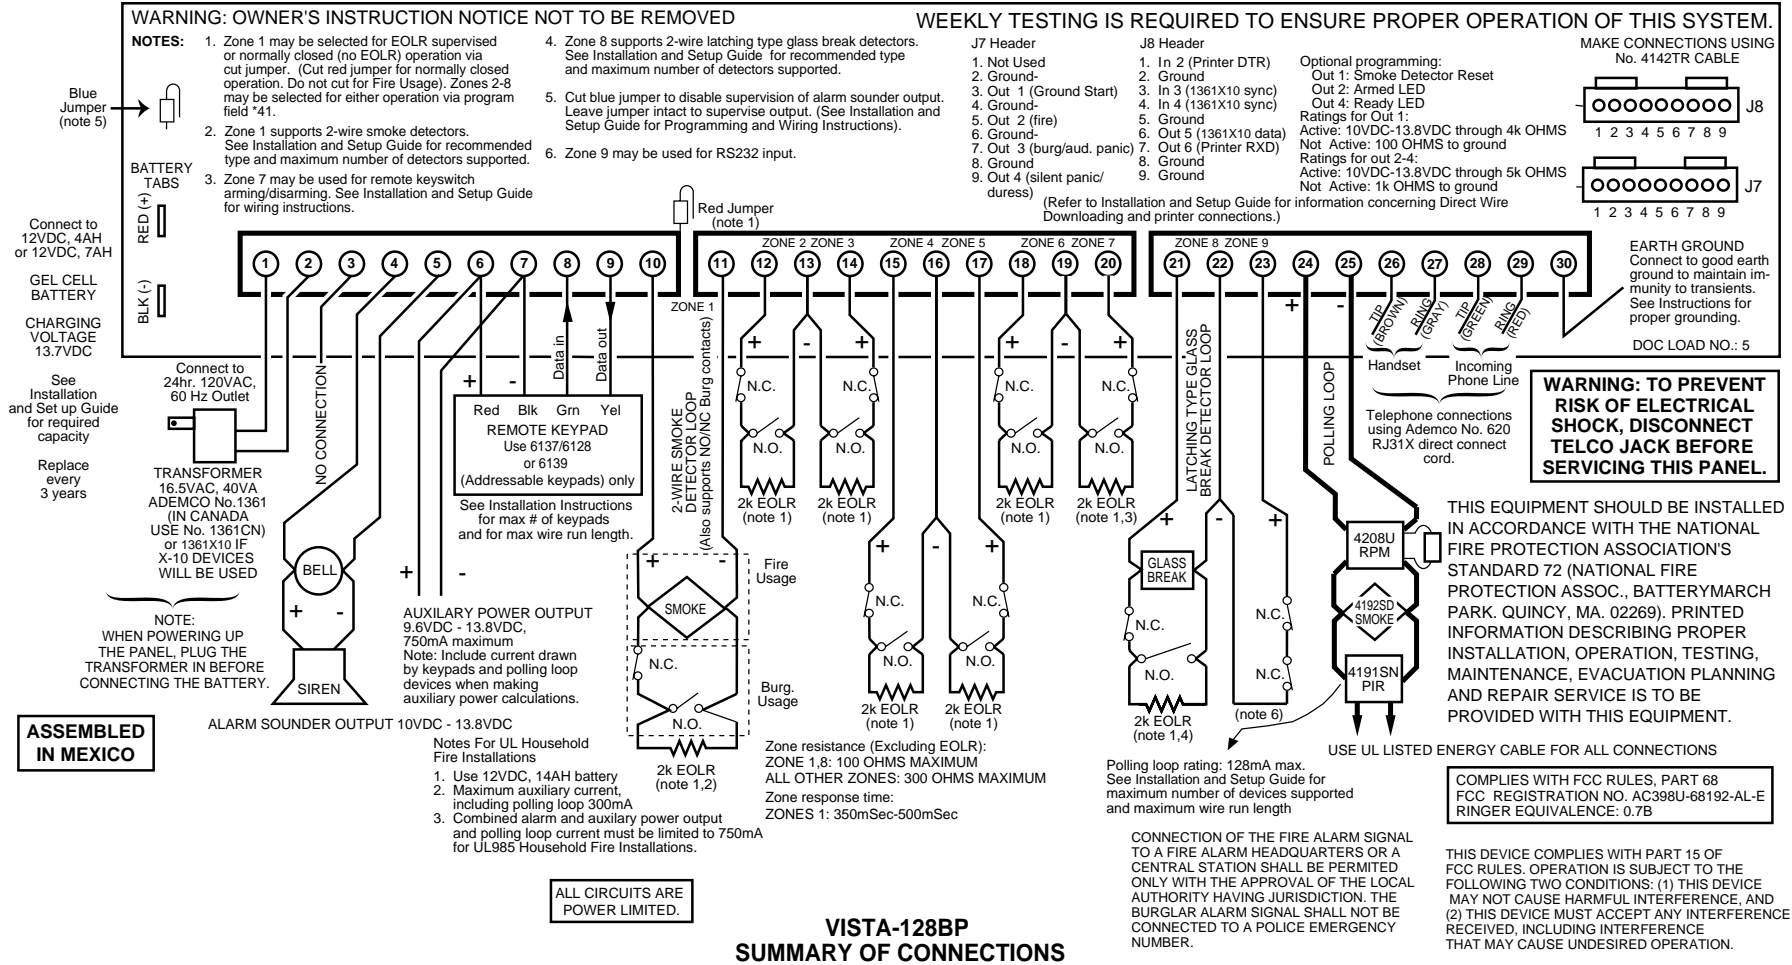 WARNING: OWNER'S INSTRUCTION NOTICE NOT TO BE REMOVED
WEEKLY TESTING IS REQUIRED TO ENSURE PROPER OPERATION OF THIS SYSTEM.
NOTES:
1. Zone 1 may be selected for EOLR supervised
or normally closed (no EOLR) operation via
cut jumper. (Cut red jumper for normally closed
operation. Do not cut for Fire Usage). Zones 2-8
may be selected for either operation via program
field *41.
2. Zone 1 supports 2-wire smoke detectors.
See Installation and Setup Guide for recommended
type and maximum number of detectors supported.
3. Zone 7 may be used for remote keyswitch
arming/disarming. See Installation and Setup Guide
for wiring instructions.
4. Zone 8 supports 2-wire latching type glass break detectors.
See Installation and Setup Guide for recommended type
and maximum number of detectors supported.
5. Cut blue jumper to disable supervision of alarm sounder output.
Leave jumper intact to supervise output. (See Installation and
Setup Guide for Programming and Wiring Instructions).
6. Zone 9 may be used for RS232 input.
J7 Header
1. Not Used
2. Ground-
3. Out 1 (Ground Start)
4. Ground-
5. Out 2 (fire)
6. Ground-
7. Out 3 (burg/aud. panic)
8. Ground
9. Out 4 (silent panic/
duress)
J8 Header
1. In 2 (Printer DTR)
2. Ground
3. In 3 (1361X10 sync)
4. In 4 (1361X10 sync)
5. Ground
6. Out 5 (1361X10 data)
7. Out 6 (Printer RXD)
8. Ground
9. Ground
Optional programming:
Out 1: Smoke Detector Reset
Out 2: Armed LED
Out 4: Ready LED
Ratings for Out 1:
Active: 10VDC-13.8VDC through 4k OHMS
Not Active: 100 OHMS to ground
Ratings for out 2-4:
Active: 10VDC-13.8VDC through 5k OHMS
Not Active: 1k OHMS to ground
(Refer to Installation and Setup Guide for information concerning Direct Wire
Downloading and printer connections.)
MAKE CONNECTIONS USING
No. 4142TR CABLE
J8
1 2 3 4 5 6 7 8 9
J7
1 2 3 4 5 6 7 8 9
Blue
Jumper
(note 5)
BATTERY
TABS
RED (+)
BLK (-)
Connect to
12VDC, 4AH
or 12VDC, 7AH
GEL CELL
BATTERY
CHARGING
VOLTAGE
13.7VDC
See
Installation
and Set up Guide
for required
capacity
Replace
every
3 years
Red Jumper
(note 1)
ZONE 2 ZONE 3 ZONE 4 ZONE 5 ZONE 6 ZONE 7 ZONE 8 ZONE 9
1 2 3 4 5 6 7 8 9 10 11 12 13 14 15 16 17 18 19 20 21 22 23 24 25 26 27 28 29 30
ZONE 1
EARTH GROUND
Connect to good earth
ground to maintain im-
munity to transients.
See Instructions for
proper grounding.
DOC LOAD NO.: 5
+ -
TIP
(BROWN)
RING
(GRAY)
TIP
(GREEN)
RING
(RED)
Handset
Incoming
Phone Line
Telephone connections
using Ademco No. 620
RJ31X direct connect
cord.
WARNING: TO PREVENT
RISK OF ELECTRICAL
SHOCK, DISCONNECT
TELCO JACK BEFORE
SERVICING THIS PANEL.
Connect to
24hr. 120VAC,
60 Hz Outlet
TRANSFORMER
16.5VAC, 40VA
ADEMCO No.1361
(IN CANADA
USE No. 1361CN)
or 1361X10 IF
X-10 DEVICES
WILL BE USED
NOTE:
WHEN POWERING UP
THE PANEL, PLUG THE
TRANSFORMER IN BEFORE
CONNECTING THE BATTERY.
NO CONNECTION
BELL
+ -
SIREN
ALARM SOUNDER OUTPUT 10VDC - 13.8VDC
Data in
Data out
+ -
Red Blk Grn Yel
REMOTE KEYPAD
Use 6137/6128
or 6139
(Addressable keypads) only
See Installation Instructions
for max # of keypads
and for max wire run length.
+ -
AUXILARY POWER OUTPUT
9.6VDC - 13.8VDC,
750mA maximum
Note: Include current drawn
by keypads and polling loop
devices when making
auxiliary power calculations.
2-WIRE SMOKE
DETECTOR LOOP
(Also supports NO/NC Burg contacts)
+ -
SMOKE
Fire
Usage
N.C.
N.O.
Burg.
Usage
2k EOLR
(note 1,2)
+ - +
N.C. N.C.
N.O. N.O.
2k EOLR
(note 1)
2k EOLR
(note 1)
+ - +
N.C. N.C.
N.O. N.O.
2k EOLR
(note 1)
2k EOLR
(note 1)
+ - +
N.C. N.C.
N.O. N.O.
2k EOLR
(note 1)
2k EOLR
(note 1,3)
LATCHING TYPE GLASS
BREAK DETECTOR LOOP
+ - +
GLASS
BREAK
N.C. N.C.
N.O.
2k EOLR
(note 1,4)
(note 6)
POLLING LOOP
4208U
RPM
4192SD
SMOKE
4191SN
PIR
Polling loop rating: 128mA max.
See Installation and Setup Guide for
maximum number of devices supported
and maximum wire run length
USE UL LISTED ENERGY CABLE FOR ALL CONNECTIONS
THIS EQUIPMENT SHOULD BE INSTALLED
IN ACCORDANCE WITH THE NATIONAL
FIRE PROTECTION ASSOCIATION'S
STANDARD 72 (NATIONAL FIRE
PROTECTION ASSOC., BATTERYMARCH
PARK. QUINCY, MA. 02269). PRINTED
INFORMATION DESCRIBING PROPER
INSTALLATION, OPERATION, TESTING,
MAINTENANCE, EVACUATION PLANNING
AND REPAIR SERVICE IS TO BE
PROVIDED WITH THIS EQUIPMENT.
ASSEMBLED
IN MEXICO
Notes For UL Household
Fire Installations
1. Use 12VDC, 14AH battery
2. Maximum auxiliary current,
including polling loop 300mA
3. Combined alarm and auxilary power output
and polling loop current must be limited to 750mA
for UL985 Household Fire Installations.
Zone resistance (Excluding EOLR):
ZONE 1,8: 100 OHMS MAXIMUM
ALL OTHER ZONES: 300 OHMS MAXIMUM
Zone response time:
ZONES 1: 350mSec-500mSec
COMPLIES WITH FCC RULES, PART 68
FCC REGISTRATION NO. AC398U-68192-AL-E
RINGER EQUIVALENCE: 0.7B
CONNECTION OF THE FIRE ALARM SIGNAL
TO A FIRE ALARM HEADQUARTERS OR A
CENTRAL STATION SHALL BE PERMITED
ONLY WITH THE APPROVAL OF THE LOCAL
AUTHORITY HAVING JURISDICTION. THE
BURGLAR ALARM SIGNAL SHALL NOT BE
CONNECTED TO A POLICE EMERGENCY
NUMBER.
THIS DEVICE COMPLIES WITH PART 15 OF
FCC RULES. OPERATION IS SUBJECT TO THE
FOLLOWING TWO CONDITIONS: (1) THIS DEVICE
MAY NOT CAUSE HARMFUL INTERFERENCE, AND
(2) THIS DEVICE MUST ACCEPT ANY INTERFERENCE
RECEIVED, INCLUDING INTERFERENCE
THAT MAY CAUSE UNDESIRED OPERATION.
ALL CIRCUITS ARE
POWER LIMITED.
VISTA-128BP
SUMMARY OF CONNECTIONS